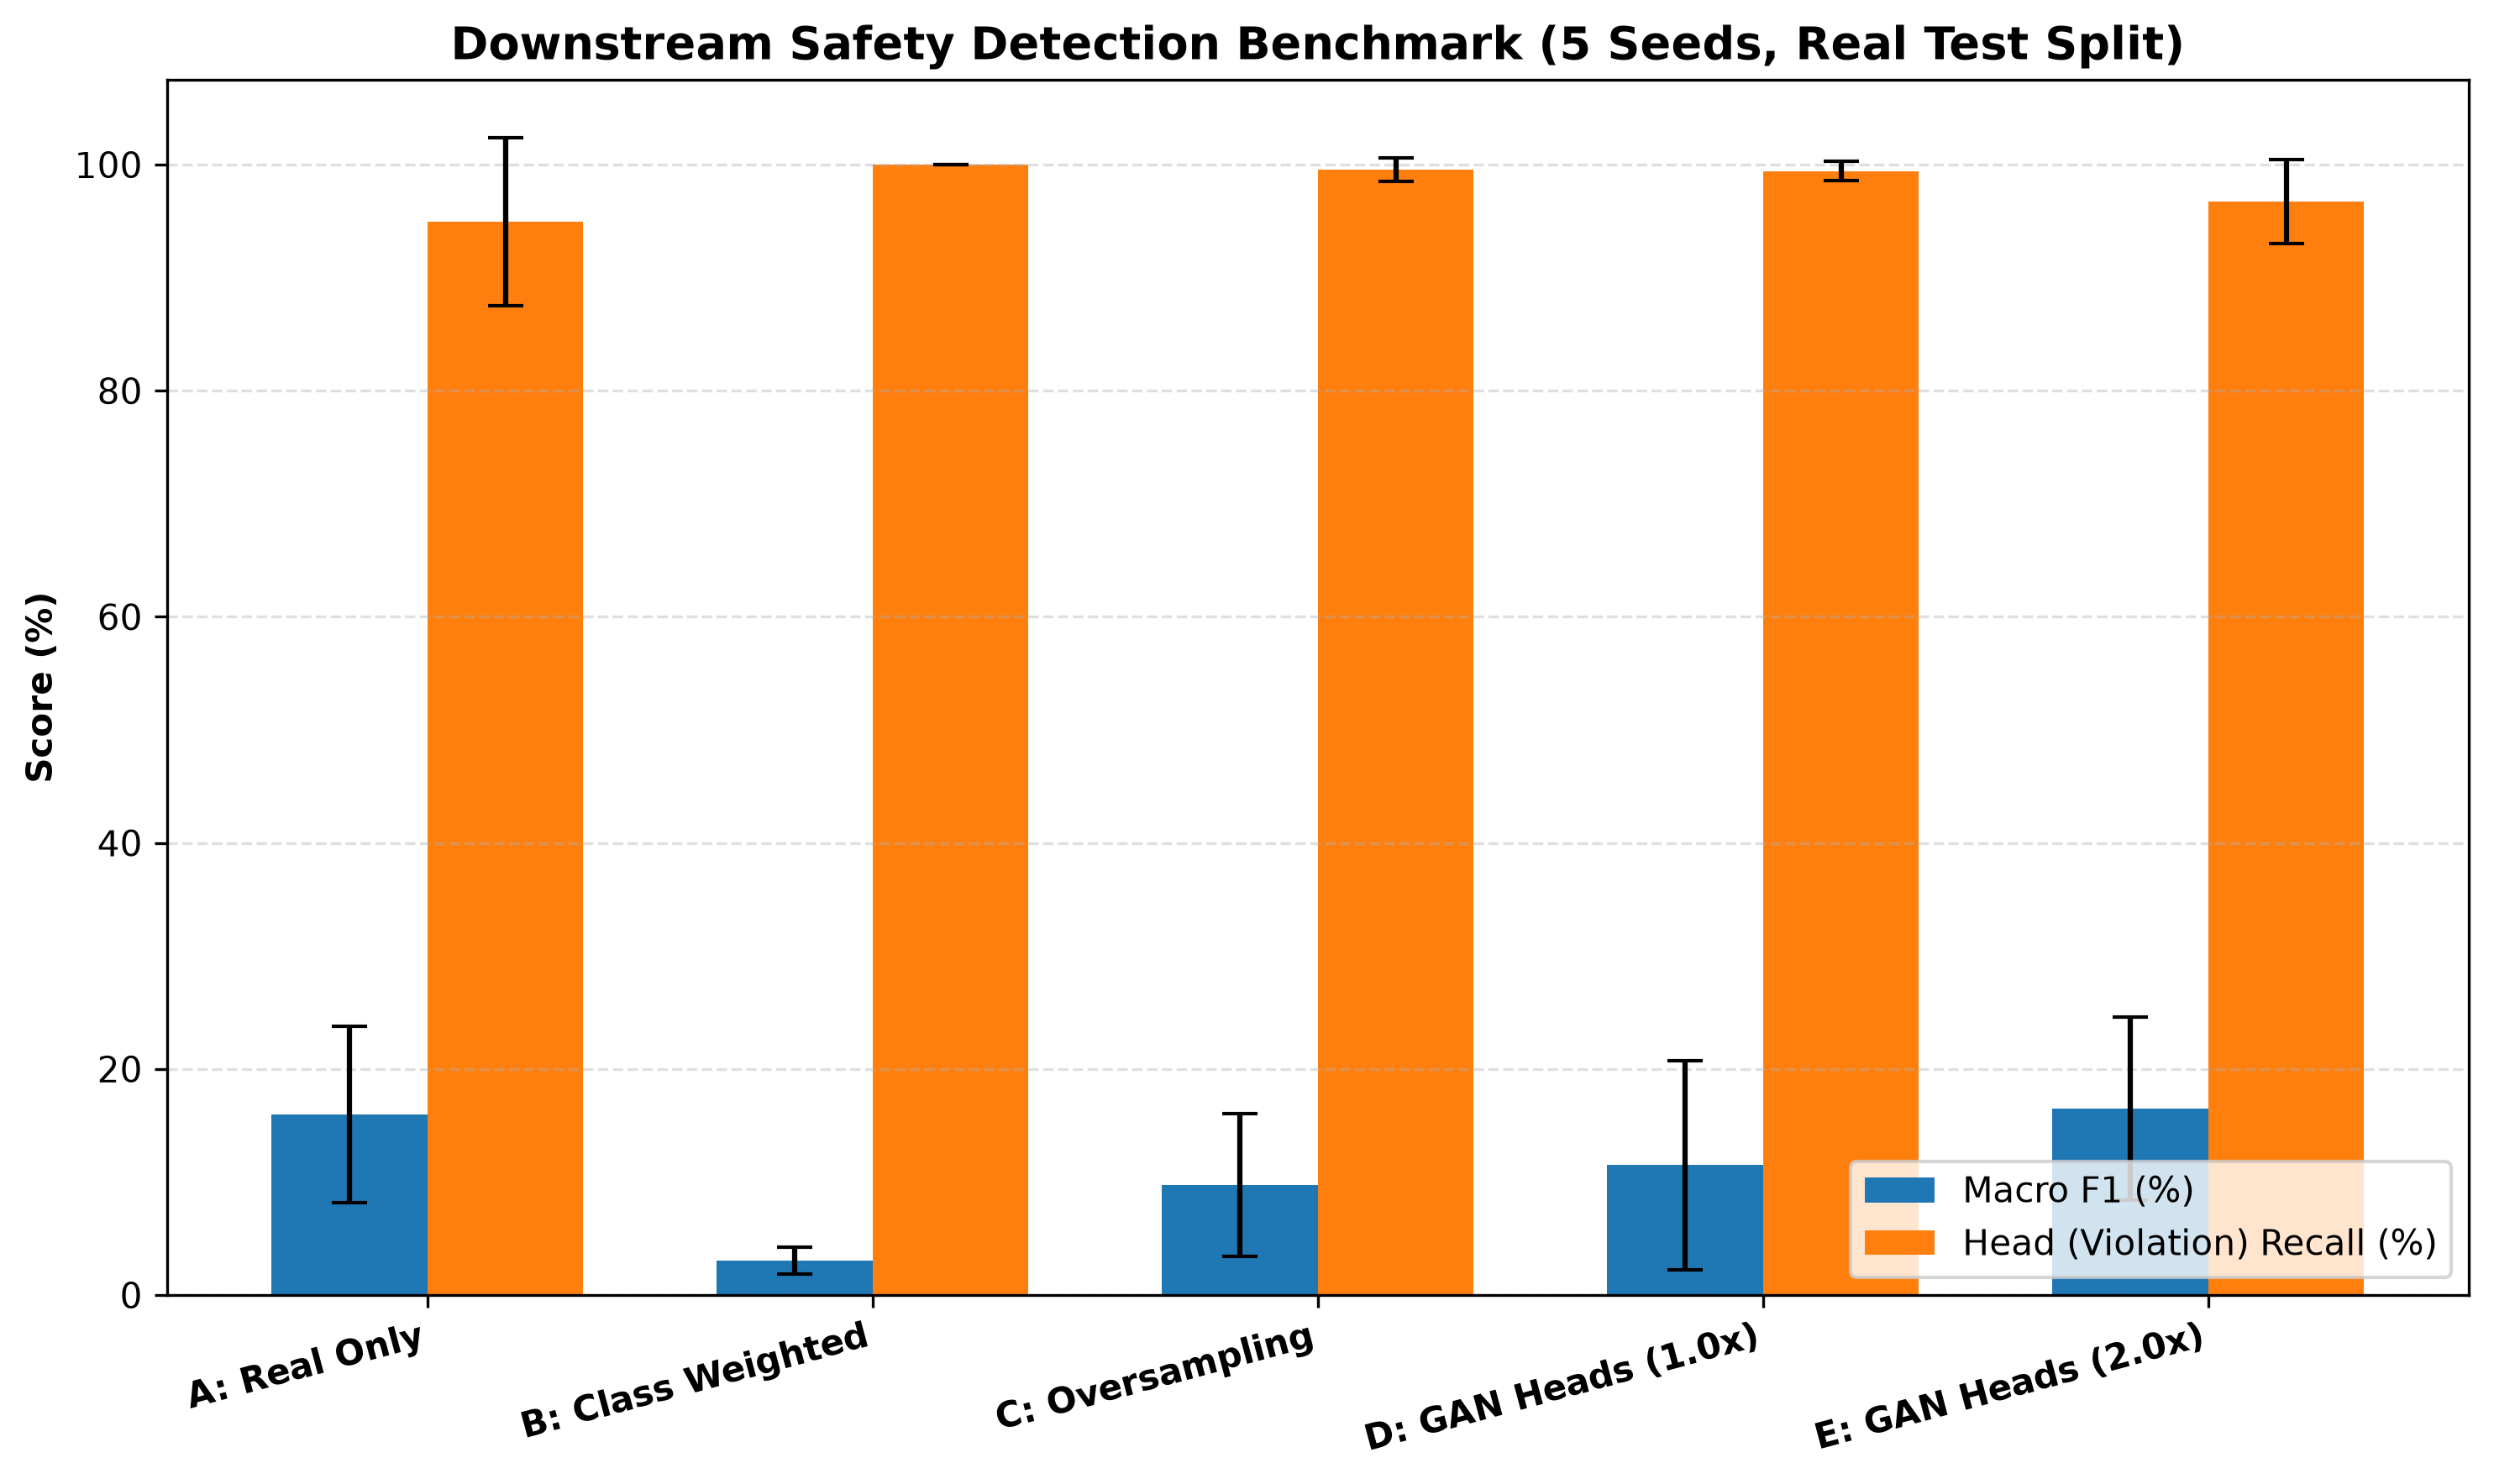 Downstream Safety Detection Benchmark (5 Seeds, Real Test Split)
Score (%)
100
80
60
40
20
0
Macro F1 (%)
Head (Violation) Recall (%)
A: Real Only
B: Class Weighted
C: Oversampling
D: GAN Heads (1.0x)
E: GAN Heads (2.0x)